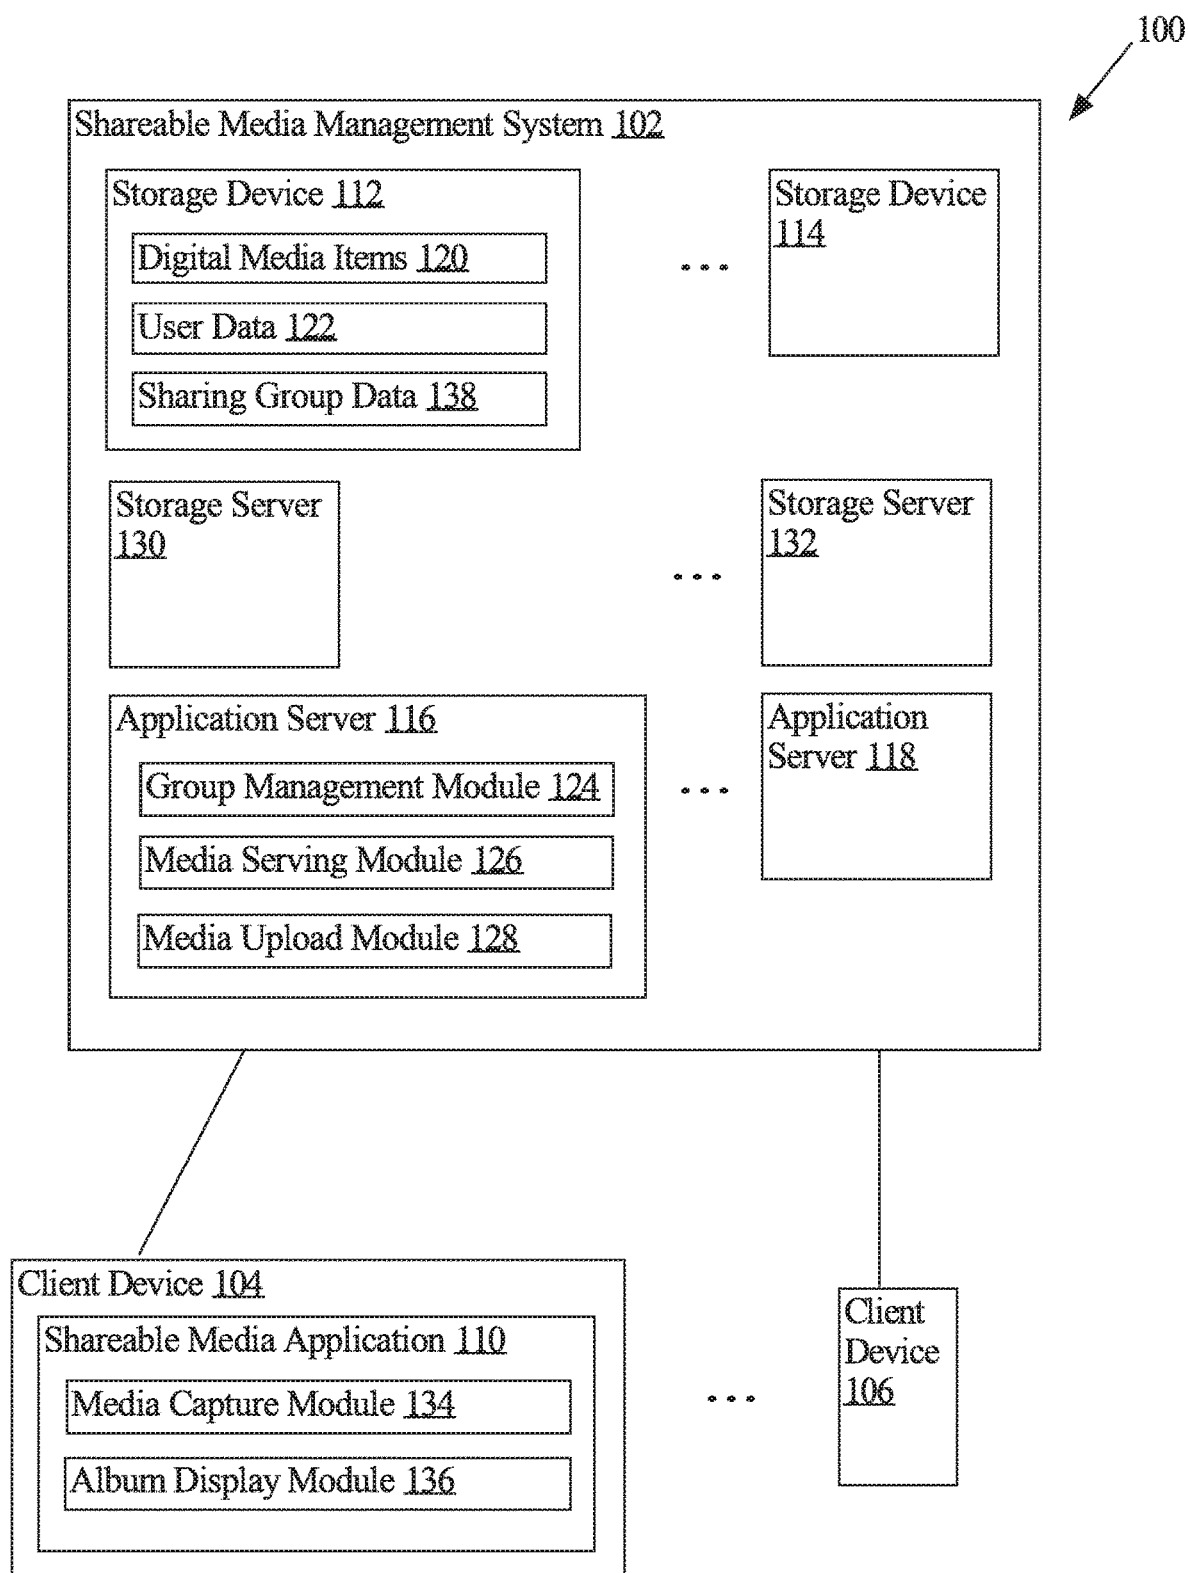 100
Shareable Media Management System 102
Storage Device 112
Digital Media Items 120
User Data 122
Sharing Group Data 138
...
Storage Device
114
Storage Server
130
...
Storage Server
132
Application Server 116
Group Management Module 124
Media Serving Module 126
Media Upload Module 128
...
Application
Server 118
Client Device 104
Shareable Media Application 110
Media Capture Module 134
Album Display Module 136
...
Client
Device
106